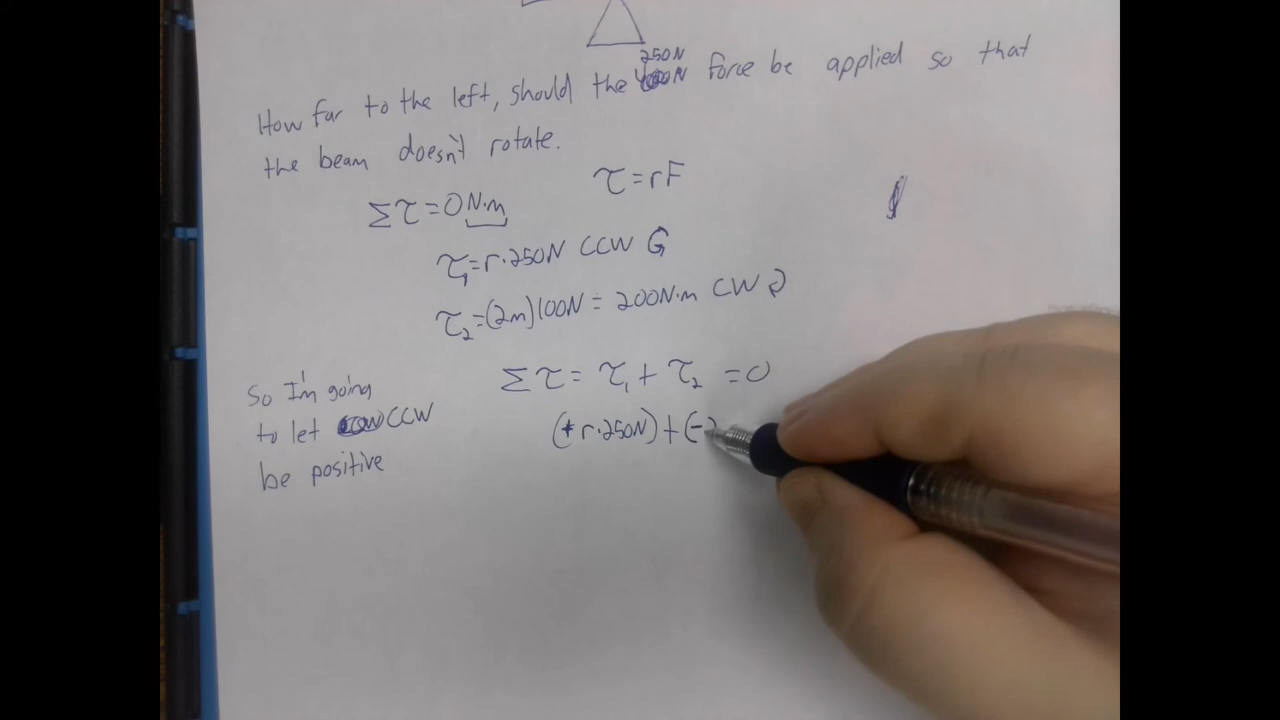 250N
How far to the left, should the N force be applied so that
the beam doesn't rotate.
τ=rF
Στ=0N·m
τ₁=r·250N CCW
τ₂=(2m)100N = 200N·m CW
Στ = τ₁ + τ₂ = 0
(+r·250N)+(-2
So I'm going
to let CCW
be positive